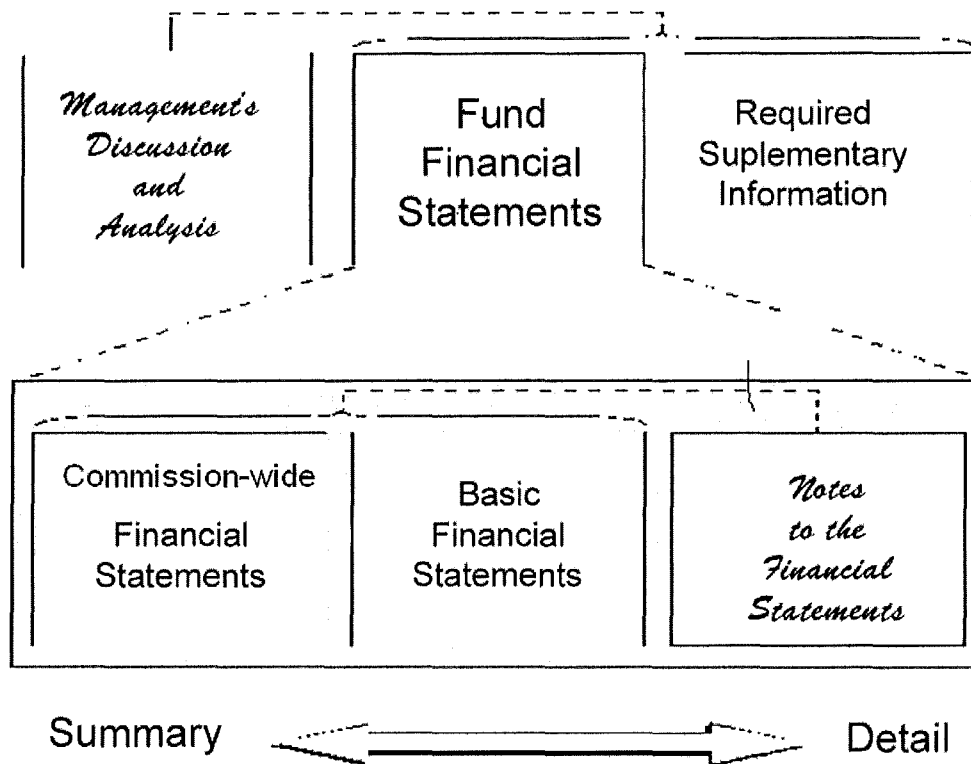 Management's
Discussion
and
Analysis
Fund
Financial
Statements
Required
Suplementary
Information
Commission-wide
Financial
Statements
Basic
Financial
Statements
Notes
to the
Financial
Statements
Summary
Detail